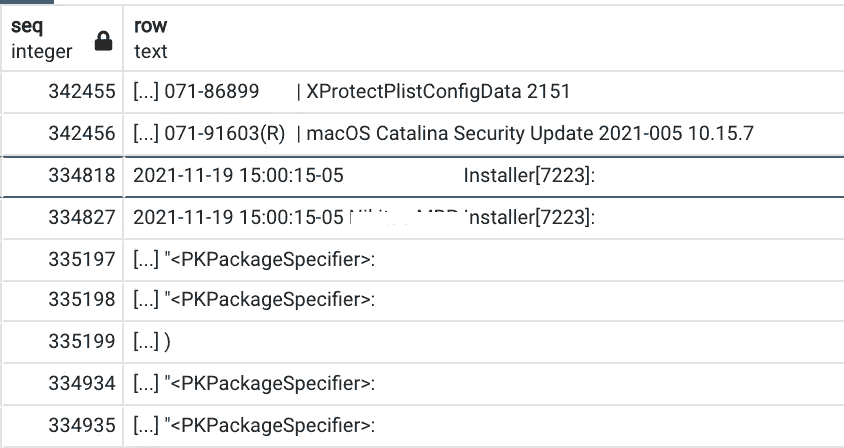 seq row
integer text
342455 [...] 071-86899 | XProtectPlistConfigData 2151
342456 [...] 071-91603(R) | macOS Catalina Security Update 2021-005 10.15.7
334818 2021-11-19 15:00:15-05 Installer[7223]:
334827 2021-11-19 15:00:15-05 Installer[7223]:
335197 [...] "<PKPackageSpecifier>:
335198 [...] "<PKPackageSpecifier>:
335199 [...] )
334934 [...] "<PKPackageSpecifier>:
334935 [...] "<PKPackageSpecifier>: